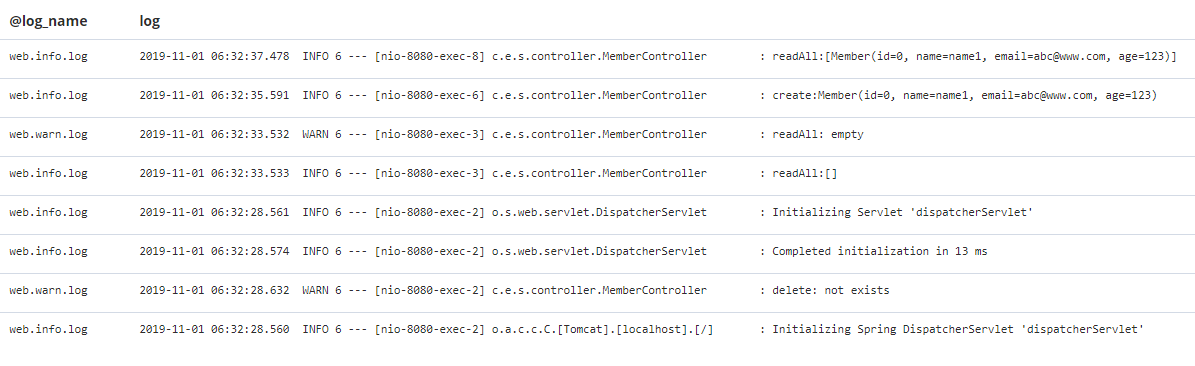 @log_name log
web.info.log 2019-11-01 06:32:37.478  INFO 6 --- [nio-8080-exec-8] c.e.s.controller.MemberController        : readAll:[Member(id=0, name=name1, email=abc@www.com, age=123)]
web.info.log 2019-11-01 06:32:35.591  INFO 6 --- [nio-8080-exec-6] c.e.s.controller.MemberController        : create:Member(id=0, name=name1, email=abc@www.com, age=123)
web.warn.log 2019-11-01 06:32:33.532  WARN 6 --- [nio-8080-exec-3] c.e.s.controller.MemberController        : readAll: empty
web.info.log 2019-11-01 06:32:33.533  INFO 6 --- [nio-8080-exec-3] c.e.s.controller.MemberController        : readAll:[]
web.info.log 2019-11-01 06:32:28.561  INFO 6 --- [nio-8080-exec-2] o.s.web.servlet.DispatcherServlet        : Initializing Servlet 'dispatcherServlet'
web.info.log 2019-11-01 06:32:28.574  INFO 6 --- [nio-8080-exec-2] o.s.web.servlet.DispatcherServlet        : Completed initialization in 13 ms
web.warn.log 2019-11-01 06:32:28.632  WARN 6 --- [nio-8080-exec-2] c.e.s.controller.MemberController        : delete: not exists
web.info.log 2019-11-01 06:32:28.560  INFO 6 --- [nio-8080-exec-2] o.a.c.c.C.[Tomcat].[localhost].[/]       : Initializing Spring DispatcherServlet 'dispatcherServlet'